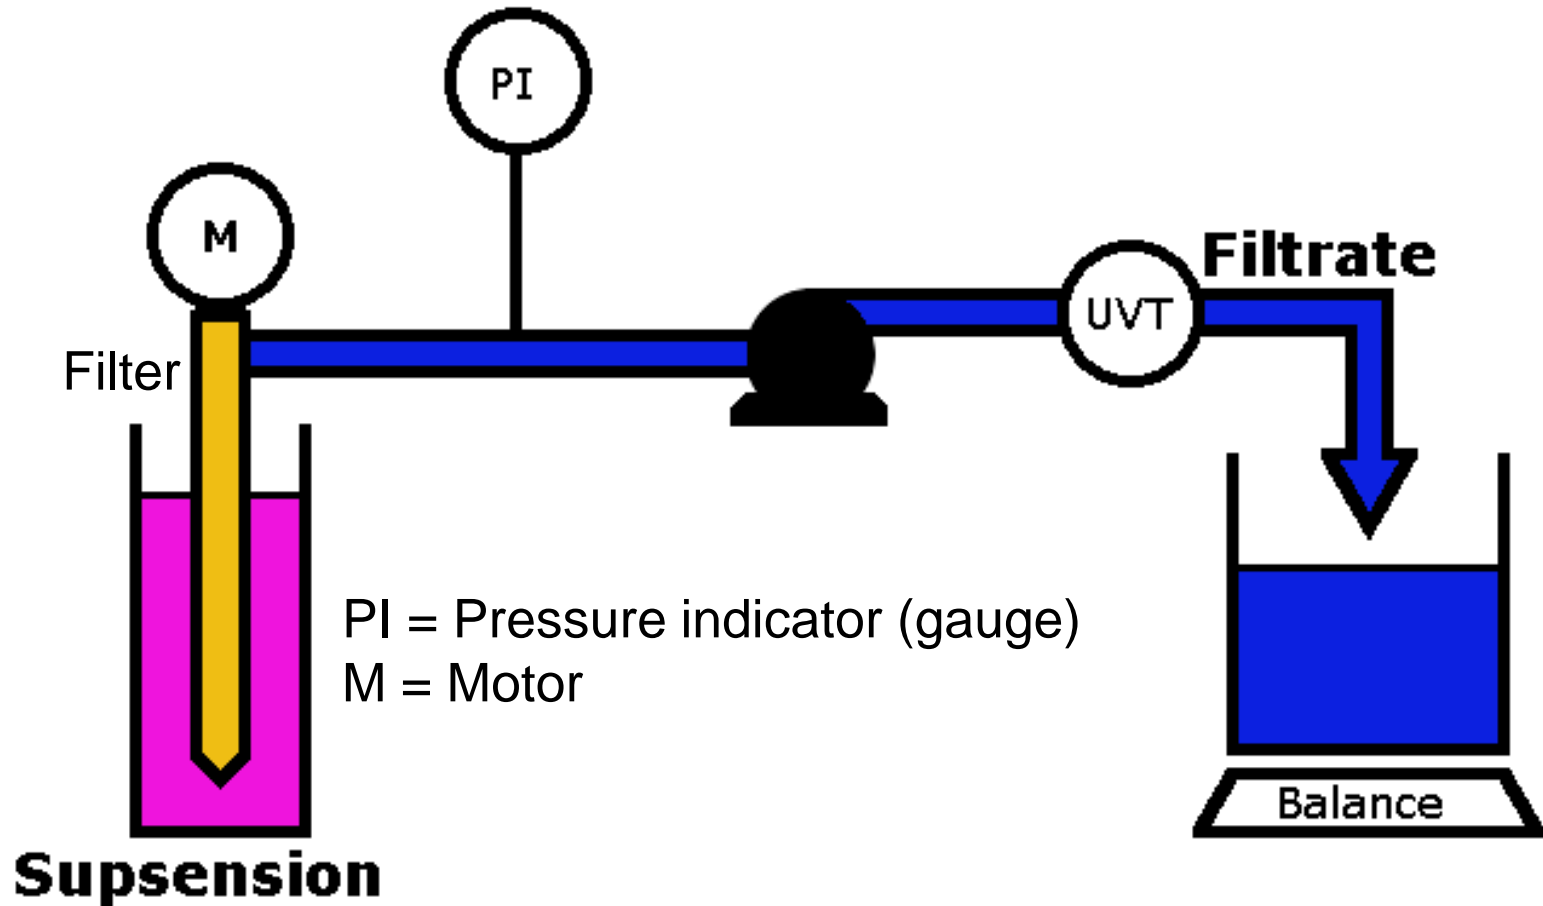 PI
M
Filtrate
UVT
Filter
PI = Pressure indicator (gauge)
M = Motor
Balance
Supsension